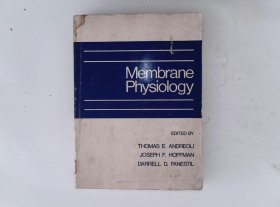 Membrane
Physiology
EDITED BY
THOMAS E. ANDREOLI
JOSEPH F. HOFFMAN
DARRELL D. FANESTIL